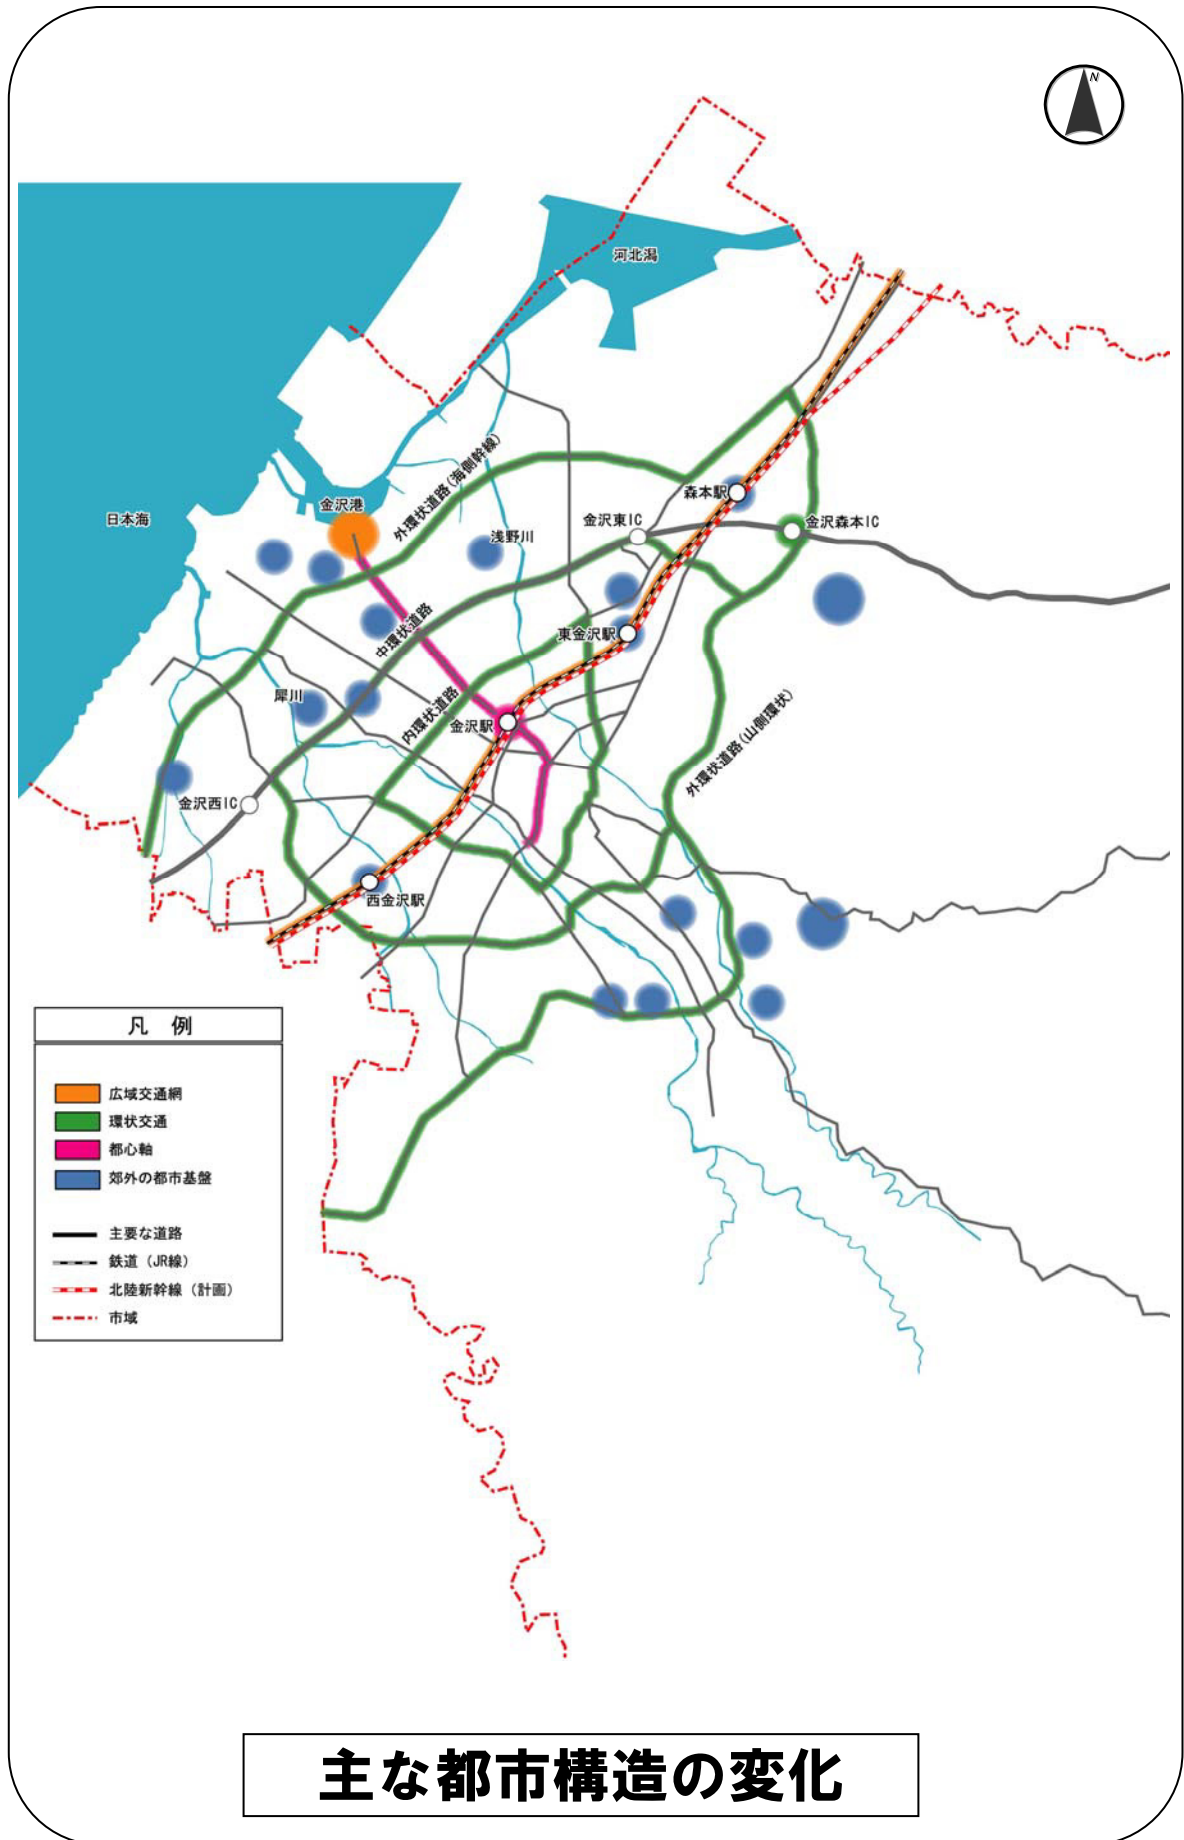 N
河北潟
外環状道路(海側幹線)
森本駅
金沢港
金沢東IC
金沢森本IC
日本海
浅野川
中環状道路
東金沢駅
犀川
内環状道路
金沢駅
外環状道路(山側環状)
金沢西IC
西金沢駅
凡 例
広域交通網
環状交通
都心軸
郊外の都市基盤
主要な道路
鉄道（JR線）
北陸新幹線（計画）
市域
主な都市構造の変化